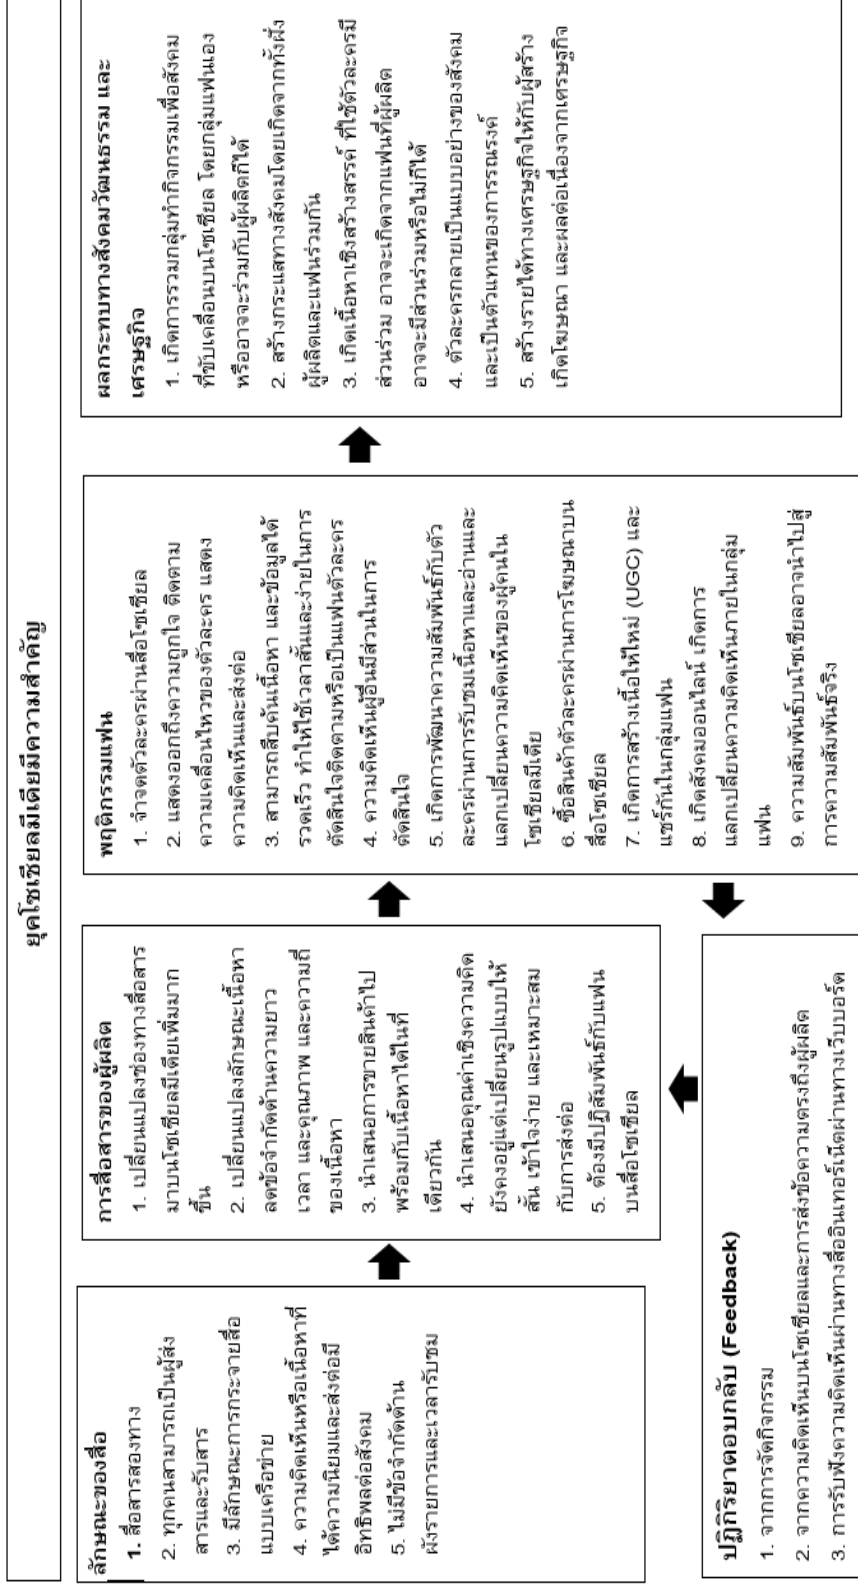 ยุคโซเชียลมีเดียมีความสำคัญ
ลักษณะของสื่อ
1. สื่อสารสองทาง
2. ทุกคนสามารถเป็นผู้ส่ง
สารและรับสาร
3. มีลักษณะการกระจายสื่อ
แบบเครือข่าย
4. ความคิดเห็นหรือเนื้อหาที่
ได้ความนิยมและส่งต่อมี
อิทธิพลต่อสังคม
5. ไม่มีข้อจำกัดด้าน
ผังรายการและเวลารับชม
การสื่อสารของผู้ผลิต
1. เปลี่ยนแปลงช่องทางสื่อสาร
มาบนโซเชียลมีเดียเพิ่มมาก
ขึ้น
2. เปลี่ยนแปลงลักษณะเนื้อหา
ลดข้อจำกัดด้านความยาว
เวลา และคุณภาพ และความถี่
ของเนื้อหา
3. นำเสนอการขายสินค้าไป
พร้อมกับเนื้อหาได้ในที่
เดียวกัน
4. นำเสนอคุณค่าเชิงความคิด
ยังคงอยู่แต่เปลี่ยนรูปแบบให้
สั้น เข้าใจง่าย และเหมาะสม
กับการส่งต่อ
5. ต้องมีปฏิสัมพันธ์กับแฟน
บนสื่อโซเชียล
พฤติกรรมแฟน
1. จำจดตัวละครผ่านสื่อโซเชียล
2. แสดงออกถึงความถูกใจ ติดตาม
ความเคลื่อนไหวของตัวละคร แสดง
ความคิดเห็นและส่งต่อ
3. สามารถสืบค้นเนื้อหา และข้อมูลได้
รวดเร็ว ทำให้ใช้เวลาสั้นและง่ายในการ
ตัดสินใจติดตามหรือเป็นแฟนตัวละคร
4. ความคิดเห็นผู้อื่นมีส่วนในการ
ตัดสินใจ
5. เกิดการพัฒนาความสัมพันธ์กับตัว
ละครผ่านการรับชมเนื้อหาและอ่านและ
แลกเปลี่ยนความคิดเห็นของผู้คนใน
โซเชียลมีเดีย
6. ซื้อสินค้าตัวละครผ่านการโฆษณาบน
สื่อโซเชียล
7. เกิดการสร้างเนื้อให้ใหม่ (UGC) และ
แชร์กันในกลุ่มแฟน
8. เกิดสังคมออนไลน์ เกิดการ
แลกเปลี่ยนความคิดเห็นภายในกลุ่ม
แฟน
9. ความสัมพันธ์บนโซเชียลอาจนำไปสู่
การความสัมพันธ์จริง
ผลกระทบทางสังคมวัฒนธรรม และ
เศรษฐกิจ
1. เกิดการรวมกลุ่มทำกิจกรรมเพื่อสังคม
ที่ขับเคลื่อนบนโซเชียล โดยกลุ่มแฟนเอง
หรืออาจจะร่วมกับผู้ผลิตก็ได้
2. สร้างกระแสทางสังคมโดยเกิดจากทั้งฝั่ง
ผู้ผลิตและแฟนร่วมกัน
3. เกิดเนื้อหาเชิงสร้างสรรค์ ที่ใช้ตัวละครมี
ส่วนร่วม อาจจะเกิดจากแฟนที่ผู้ผลิต
อาจจะมีส่วนร่วมหรือไม่ก็ได้
4. ตัวละครกลายเป็นแบบอย่างของสังคม
และเป็นตัวแทนของการรณรงค์
5. สร้างรายได้ทางเศรษฐกิจให้กับผู้สร้าง
เกิดโฆษณา และผลต่อเนื่องจากเศรษฐกิจ
ปฏิกิริยาตอบกลับ (Feedback)
1. จากการจัดกิจกรรม
2. จากความคิดเห็นบนโซเชียลและการส่งข้อความตรงถึงผู้ผลิต
3. การรับฟังความคิดเห็นผ่านทางสื่ออินเทอร์เน็ตผ่านทางเว็บบอร์ด